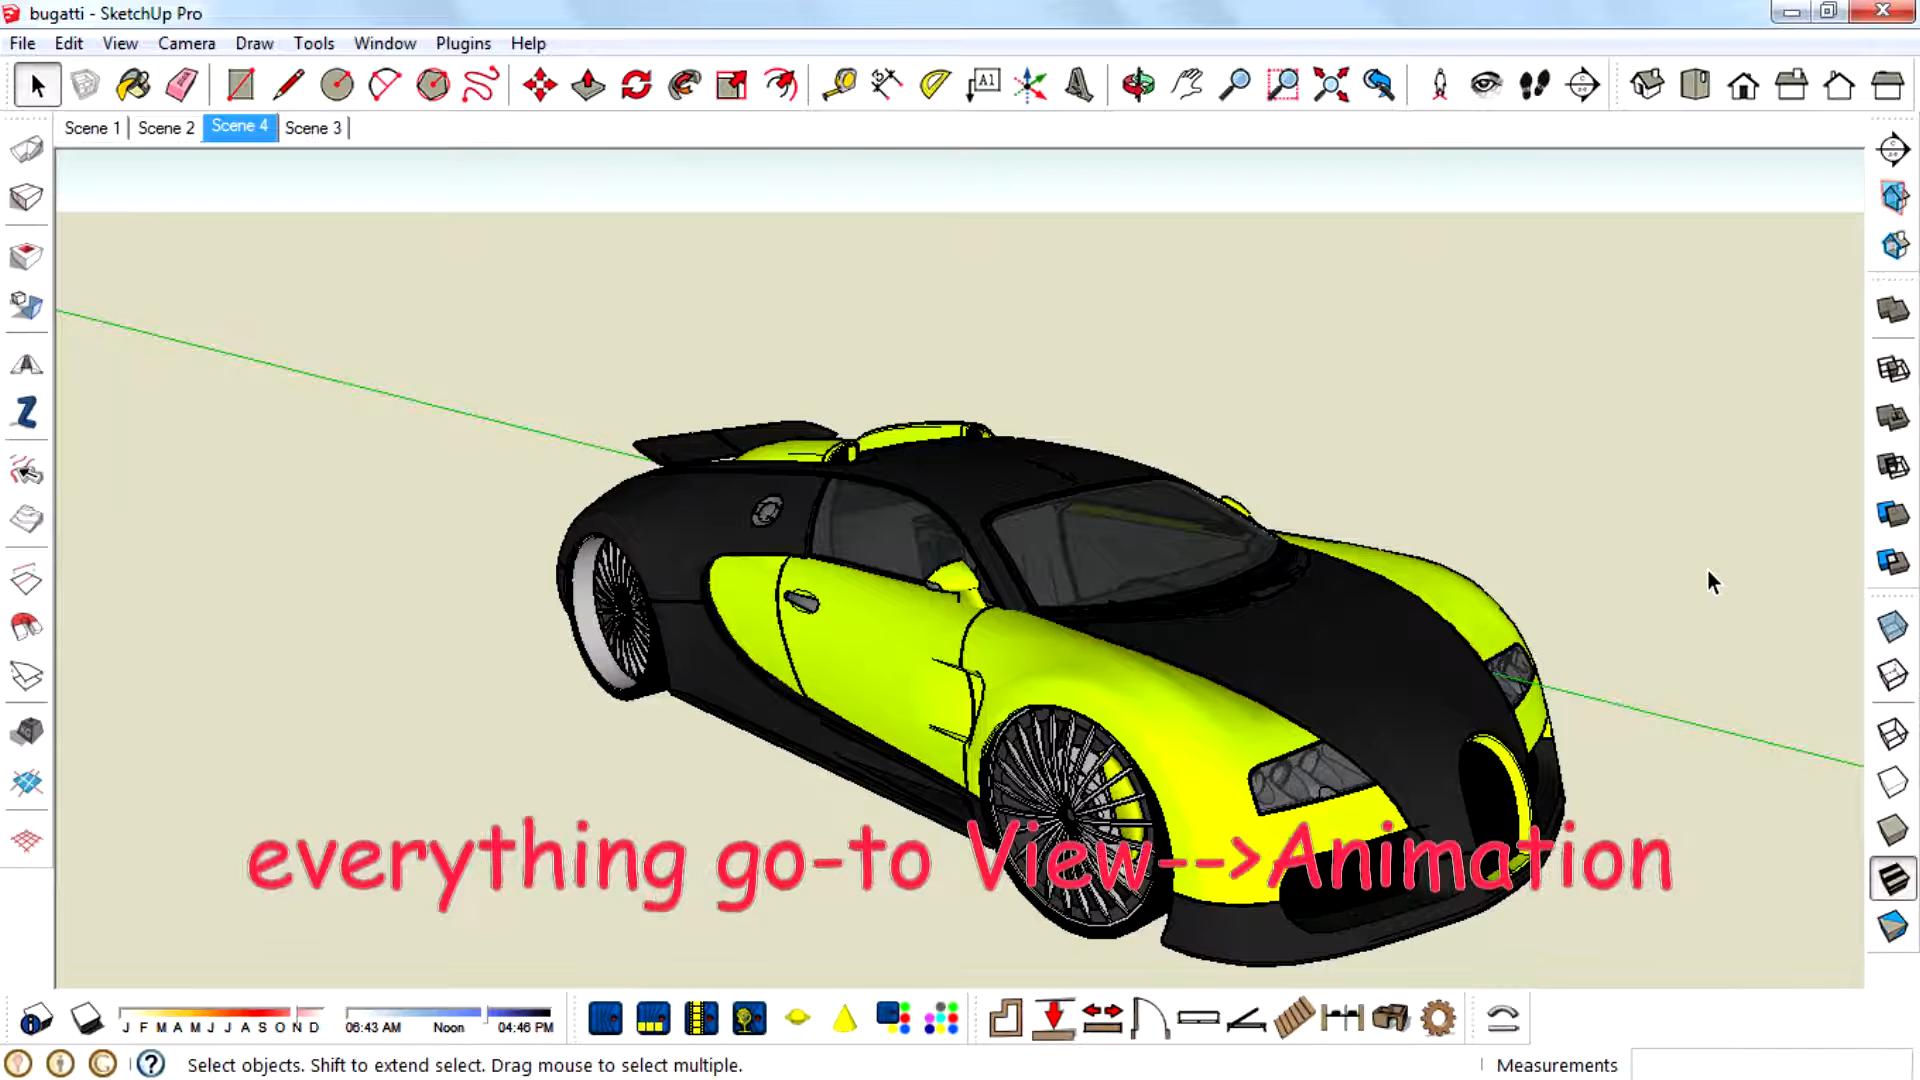 bugatti - SketchUp Pro
File Edit View Camera Draw Tools Window Plugins Help
A1
Scene 1 Scene 2 Scene 4 Scene 3
everything go-to View-->Animation
J F M A M J J A S O N D 06:43 AM Noon 04:46 PM
Select objects. Shift to extend select. Drag mouse to select multiple. Measurements